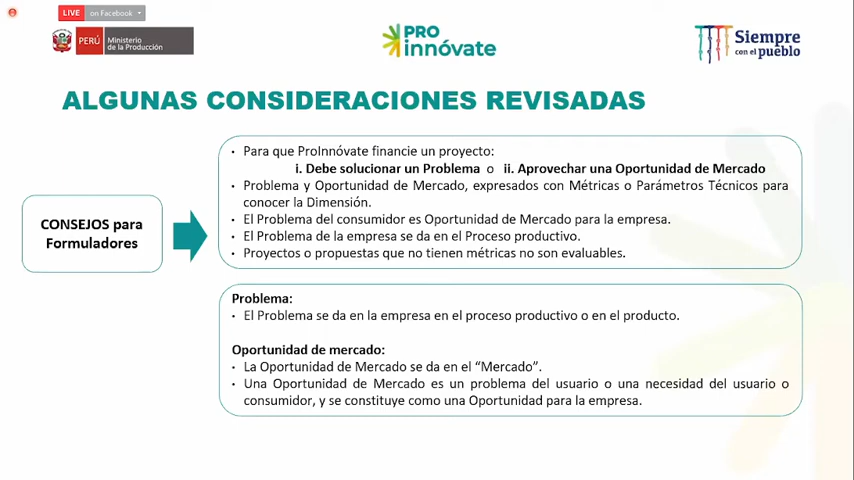 LIVE on Facebook
PERÚ Ministerio de la Producción
PRO innóvate
Siempre con el pueblo
ALGUNAS CONSIDERACIONES REVISADAS
CONSEJOS para
Formuladores
• Para que ProInnóvate financie un proyecto:
i. Debe solucionar un Problema o ii. Aprovechar una Oportunidad de Mercado
• Problema y Oportunidad de Mercado, expresados con Métricas o Parámetros Técnicos para
conocer la Dimensión.
• El Problema del consumidor es Oportunidad de Mercado para la empresa.
• El Problema de la empresa se da en el Proceso productivo.
• Proyectos o propuestas que no tienen métricas no son evaluables.
Problema:
• El Problema se da en la empresa en el proceso productivo o en el producto.
Oportunidad de mercado:
• La Oportunidad de Mercado se da en el “Mercado”.
• Una Oportunidad de Mercado es un problema del usuario o una necesidad del usuario o
consumidor, y se constituye como una Oportunidad para la empresa.